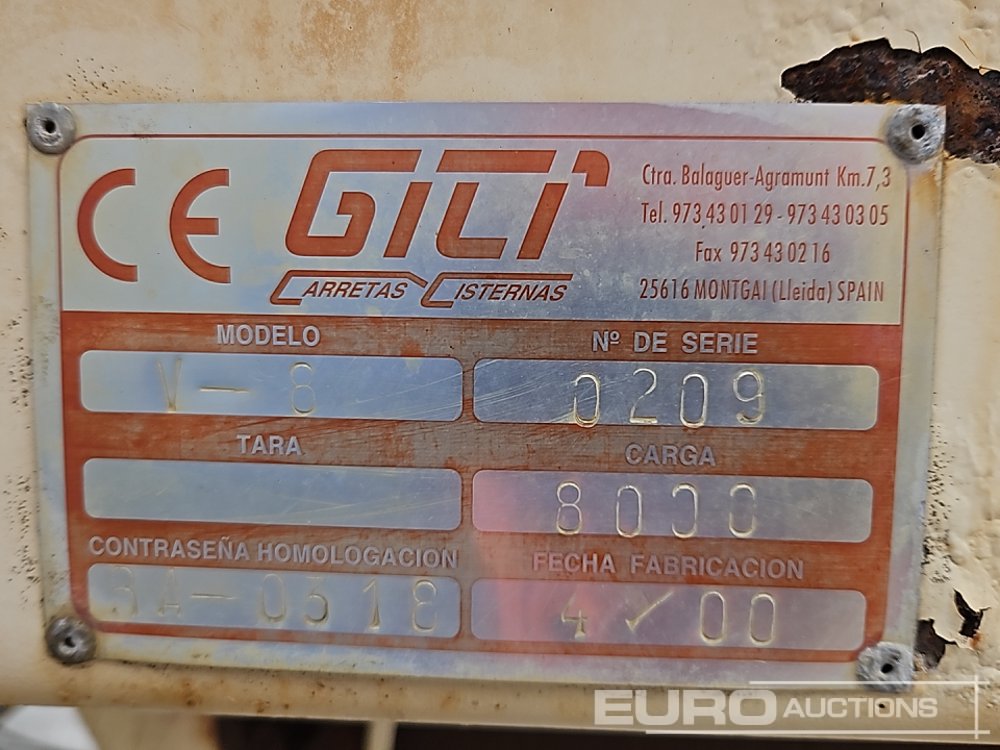 CE
GILI
CARRETAS CISTERNAS
Ctra. Balaguer-Agramunt Km.7,3
Tel. 973,43 01 29 - 973 43 03 05
Fax 973 43 02 16
25616 MONTGAI (Lleida) SPAIN
MODELO
V-8
Nº DE SERIE
0209
TARA
CARGA
8000
CONTRASEÑA HOMOLOGACION
BA-0318
FECHA FABRICACION
4/00
EURO AUCTIONS